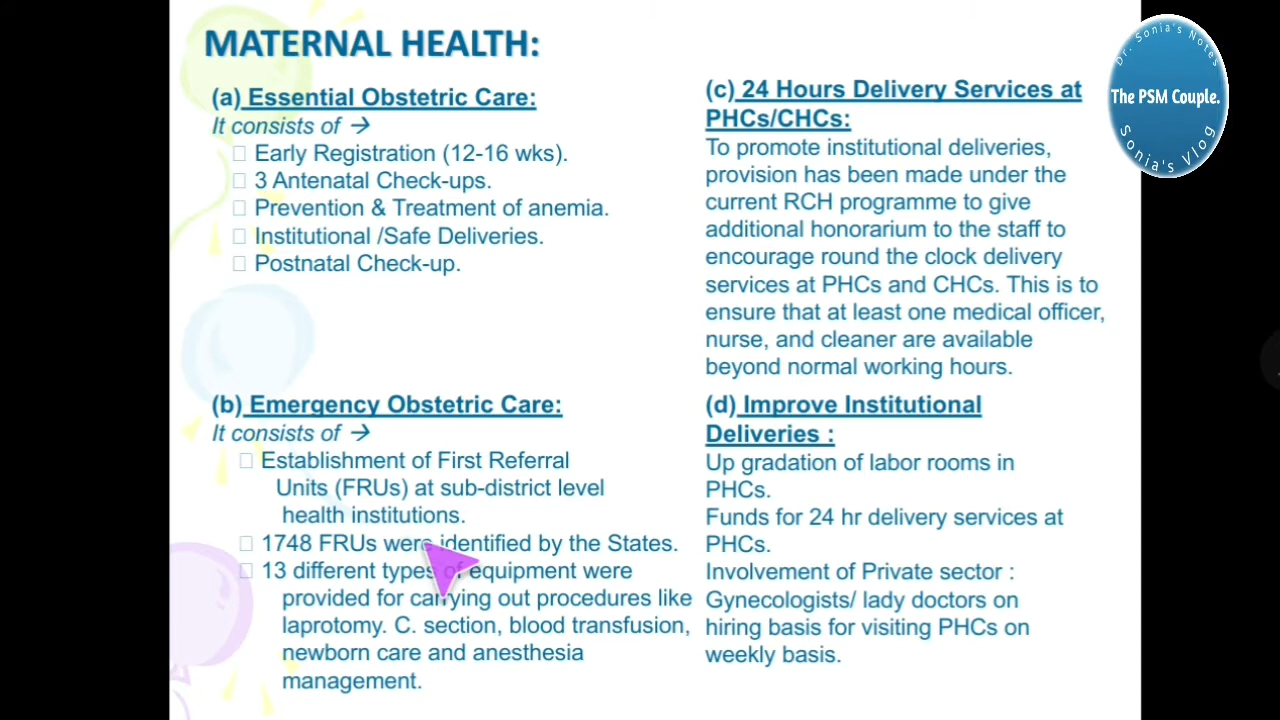 MATERNAL HEALTH:
(a) Essential Obstetric Care:
It consists of →
Early Registration (12-16 wks).
3 Antenatal Check-ups.
Prevention & Treatment of anemia.
Institutional /Safe Deliveries.
Postnatal Check-up.
(b) Emergency Obstetric Care:
It consists of →
Establishment of First Referral
Units (FRUs) at sub-district level
health institutions.
1748 FRUs were identified by the States.
13 different types of equipment were
provided for carrying out procedures like
laprotomy. C. section, blood transfusion,
newborn care and anesthesia
management.
(c) 24 Hours Delivery Services at
PHCs/CHCs:
To promote institutional deliveries,
provision has been made under the
current RCH programme to give
additional honorarium to the staff to
encourage round the clock delivery
services at PHCs and CHCs. This is to
ensure that at least one medical officer,
nurse, and cleaner are available
beyond normal working hours.
(d) Improve Institutional
Deliveries :
Up gradation of labor rooms in
PHCs.
Funds for 24 hr delivery services at
PHCs.
Involvement of Private sector :
Gynecologists/ lady doctors on
hiring basis for visiting PHCs on
weekly basis.
Dr. Sonia's Notes
The PSM Couple.
Sonia's Vlog